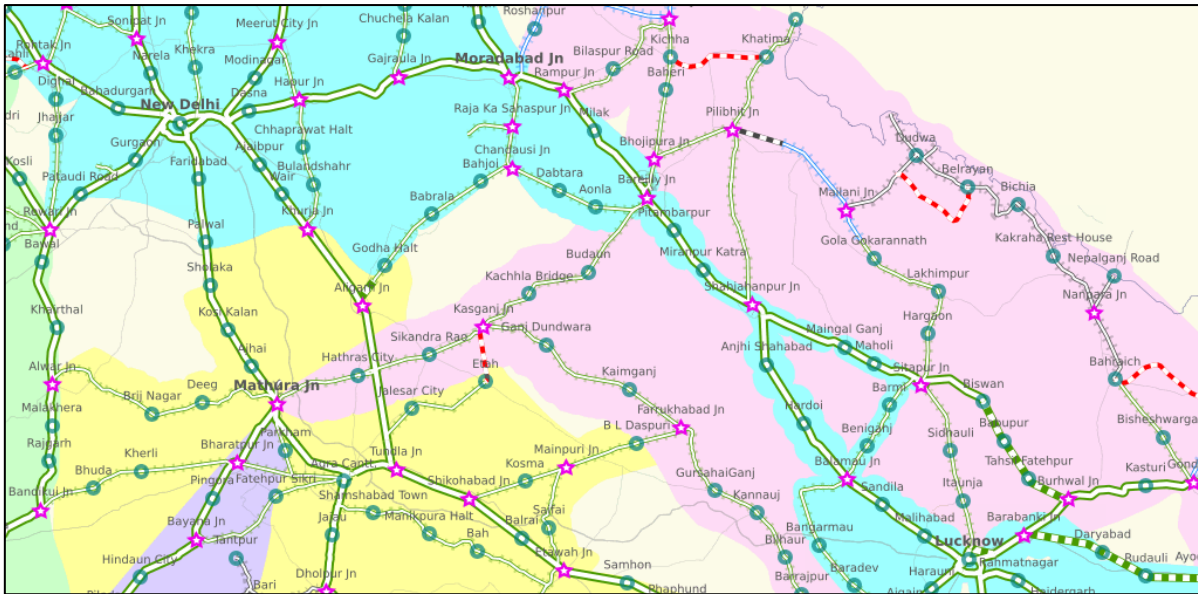 Sonipat Jn
Meerut City Jn
Chuchela Kalan
Roshanpur
Rohtak Jn
Narela
Khekra
Modinagar
Gajraula Jn
Moradabad Jn
Rampur Jn
Bilaspur Road
Kichha
Khatima
Baheri
Dighal
Bahadurgarh
New Delhi
Dasna
Hapur Jn
Raja Ka Sahaspur Jn
Milak
Pilibhit Jn
Jhajjar
Chhaprawat Halt
Dudwa
Kosli
Gurgaon
Faridabad
Ajaibpur
Bulandshahr
Wair
Chandausi Jn
Bahjoi
Bhojipura Jn
Belrayan
Pataudi Road
Dabtara
Bareilly Jn
Mailani Jn
Bichia
Rewari Jn
Khurja Jn
Babrala
Aonla
Pitambarpur
Bawal
Palwal
Godha Halt
Budaun
Miranpur Katra
Gola Gokarannath
Kakraha Rest House
Sholaka
Kachhla Bridge
Lakhimpur
Nepalganj Road
Khairthal
Aligarh Jn
Shahjahanpur Jn
Nanpara Jn
Kosi Kalan
Kasganj Jn
Sikandra Rao
Ganj Dundwara
Hargaon
Maingal Ganj
Maholi
Ajhai
Hathras City
Anjhi Shahabad
Bahraich
Alwar Jn
Deeg
Mathura Jn
Etah
Kaimganj
Sitapur Jn
Jalesar City
Barmi
Biswan
Malakhera
Brij Nagar
Farrukhabad Jn
Hardoi
Babupur
Bisheshwarga
Rajgarh
Kherli
Bharatpur Jn
Parkham
B L Daspuri
Beniganj
Sidhauli
Bhuda
Tundla Jn
Mainpuri Jn
Tahsil Fatehpur
Pingora
Fatehpur Sikri
Agra Cantt.
Shikohabad Jn
Kosma
GursahaiGanj
Balamau Jn
Kasturi
Gond
Bandikui Jn
Shamshabad Town
Kannauj
Sandila
Itaunja
Burhwal Jn
Bayana Jn
Jajau
Manikpura Halt
Saifai
Balrai
Malihabad
Barabanki Jn
Tantpur
Bah
Bangarmau
Lucknow
Daryabad
Hindaun City
Bari
Etawah Jn
Samhon
Bilhaur
Baradev
Harauni
Rahmatnagar
Rudauli
Ayo
Dholpur Jn
Phaphund
Barrajpur
Haidergarh